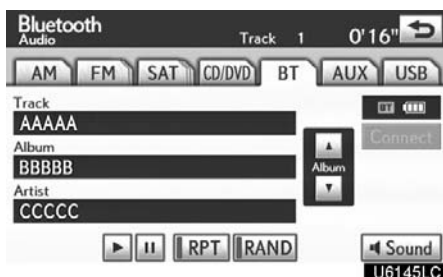 Bluetooth
Audio
Track 1 0'16"
AM FM SAT CD/DVD BT AUX USB
Track
AAAAA
BT
Connect
Album
BBBBB
Album
Artist
CCCCC
RPT RAND
Sound
U6145LC